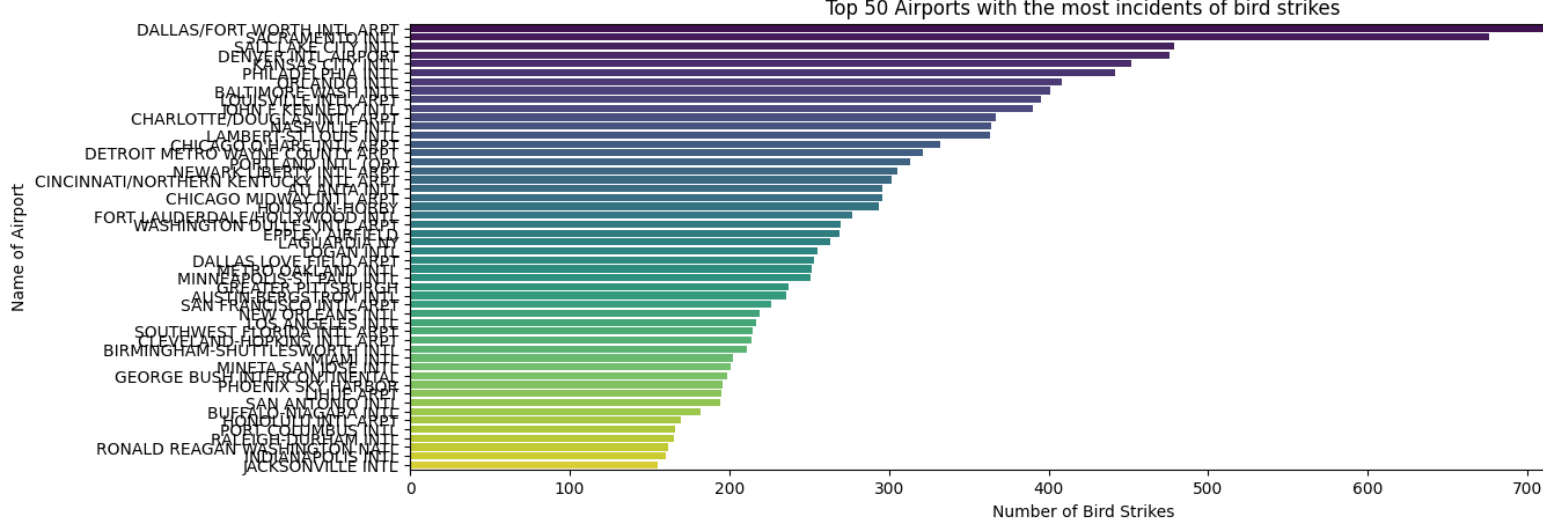 Top 50 Airports with the most incidents of bird strikes
DALLAS/FORT WORTH INTL ARPT
SACRAMENTO INTL
SALT LAKE CITY INTL
DENVER INTL AIRPORT
KANSAS CITY INTL
PHILADELPHIA INTL
ORLANDO INTL
BALTIMORE WASH INTL
LOUISVILLE INTL ARPT
JOHN F KENNEDY INTL
CHARLOTTE/DOUGLAS INTL ARPT
NASHVILLE INTL
LAMBERT-ST LOUIS INTL
CHICAGO O'HARE INTL ARPT
DETROIT METRO WAYNE COUNTY ARPT
PORTLAND INTL (OR)
NEWARK LIBERTY INTL ARPT
CINCINNATI/NORTHERN KENTUCKY INTL ARPT
ATLANTA INTL
CHICAGO MIDWAY INTL ARPT
HOUSTON-HOBBY
FORT LAUDERDALE/HOLLYWOOD INTL
WASHINGTON DULLES INTL ARPT
EPPLEY AIRFIELD
LAGUARDIA NY
LOGAN INTL
DALLAS LOVE FIELD ARPT
METRO OAKLAND INTL
MINNEAPOLIS-ST PAUL INTL
GREATER PITTSBURGH
AUSTIN-BERGSTROM INTL
SAN FRANCISCO INTL ARPT
NEW ORLEANS INTL
LOS ANGELES INTL
SOUTHWEST FLORIDA INTL ARPT
CLEVELAND-HOPKINS INTL ARPT
BIRMINGHAM-SHUTTLESWORTH INTL
MIAMI INTL
MINETA SAN JOSE INTL
GEORGE BUSH INTERCONTINENTAL
PHOENIX SKY HARBOR
LIHUE ARPT
SAN ANTONIO INTL
BUFFALO-NIAGARA INTL
HONOLULU INTL ARPT
PORT COLUMBUS INTL
RALEIGH-DURHAM INTL
RONALD REAGAN WASHINGTON NATL
INDIANAPOLIS INTL
JACKSONVILLE INTL
Name of Airport
0 100 200 300 400 500 600 700
Number of Bird Strikes